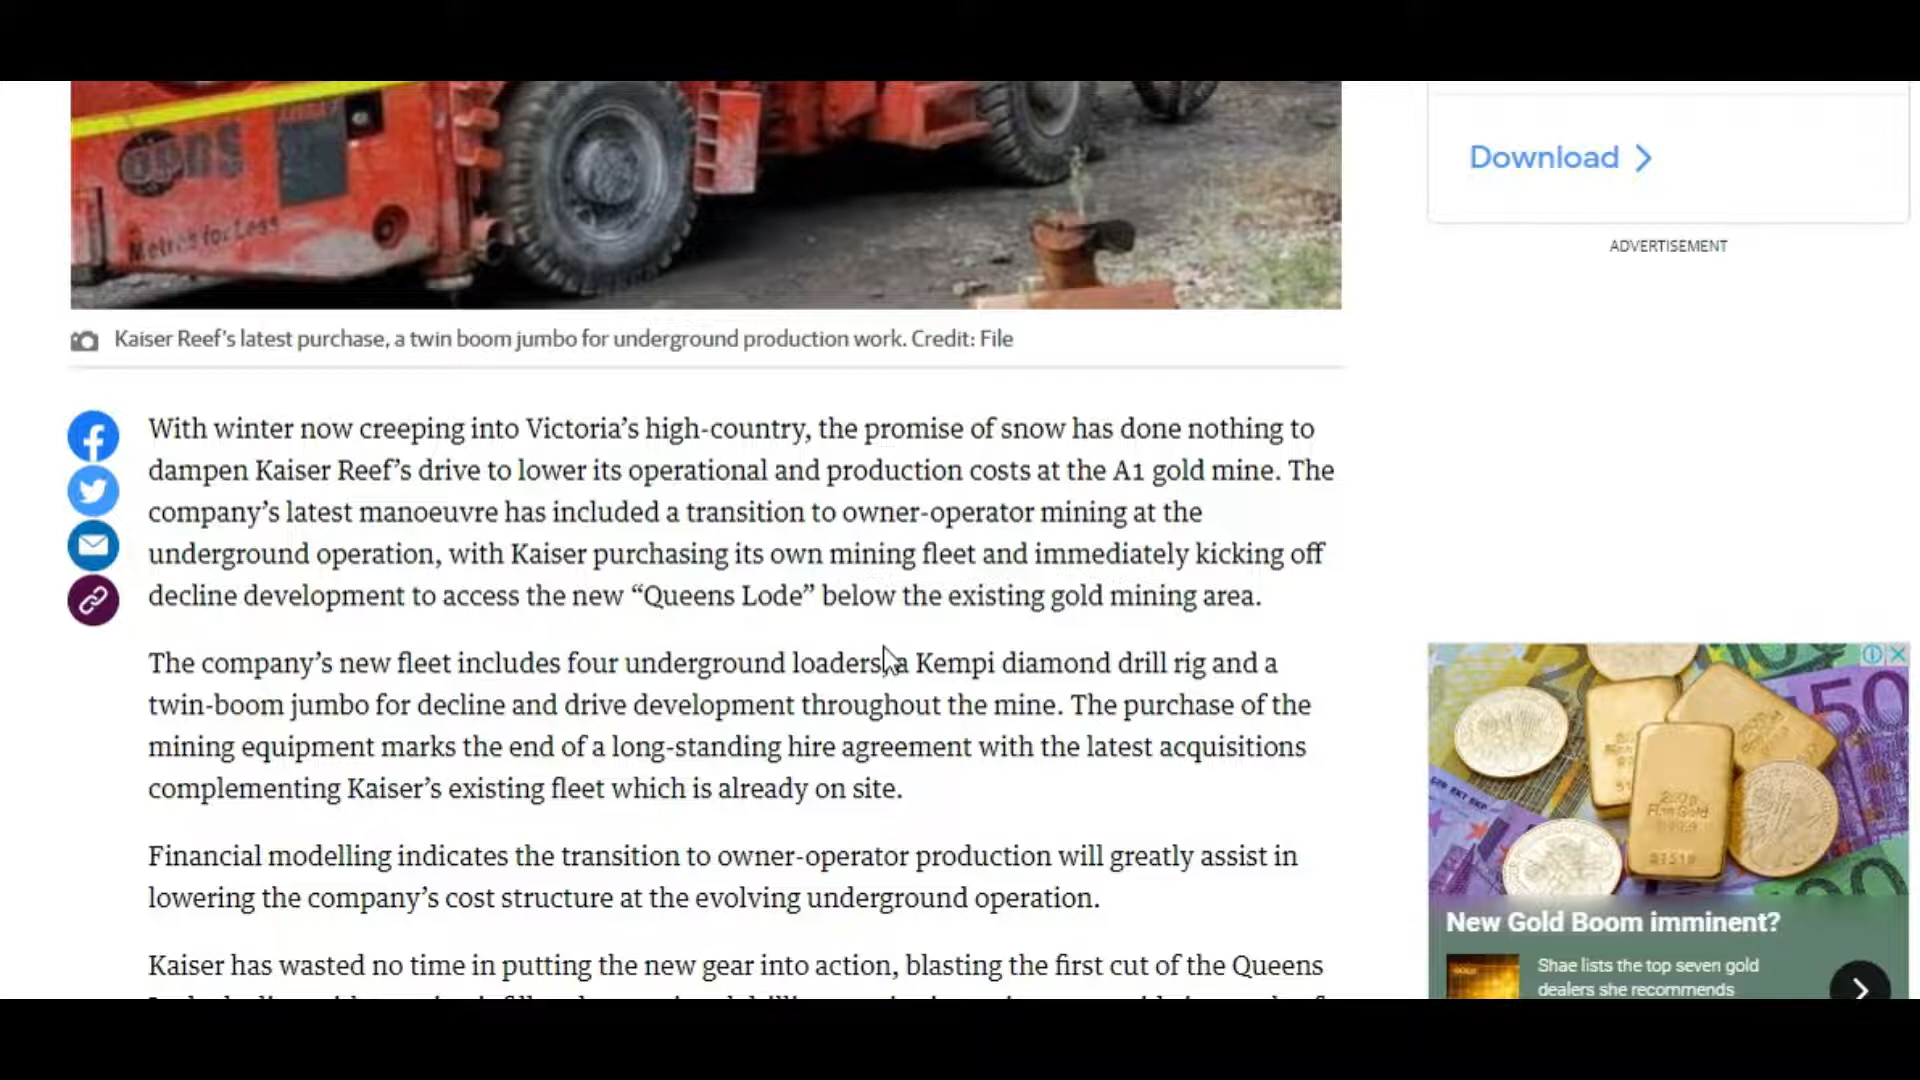 Metres for Less
Download
ADVERTISEMENT
Kaiser Reef's latest purchase, a twin boom jumbo for underground production work. Credit: File
With winter now creeping into Victoria’s high-country, the promise of snow has done nothing to
dampen Kaiser Reef’s drive to lower its operational and production costs at the A1 gold mine. The
company’s latest manoeuvre has included a transition to owner-operator mining at the
underground operation, with Kaiser purchasing its own mining fleet and immediately kicking off
decline development to access the new “Queens Lode” below the existing gold mining area.
The company’s new fleet includes four underground loaders, a Kempi diamond drill rig and a
twin-boom jumbo for decline and drive development throughout the mine. The purchase of the
mining equipment marks the end of a long-standing hire agreement with the latest acquisitions
complementing Kaiser’s existing fleet which is already on site.
Financial modelling indicates the transition to owner-operator production will greatly assist in
lowering the company’s cost structure at the evolving underground operation.
Kaiser has wasted no time in putting the new gear into action, blasting the first cut of the Queens
50
New Gold Boom imminent?
Shae lists the top seven gold
dealers she recommends